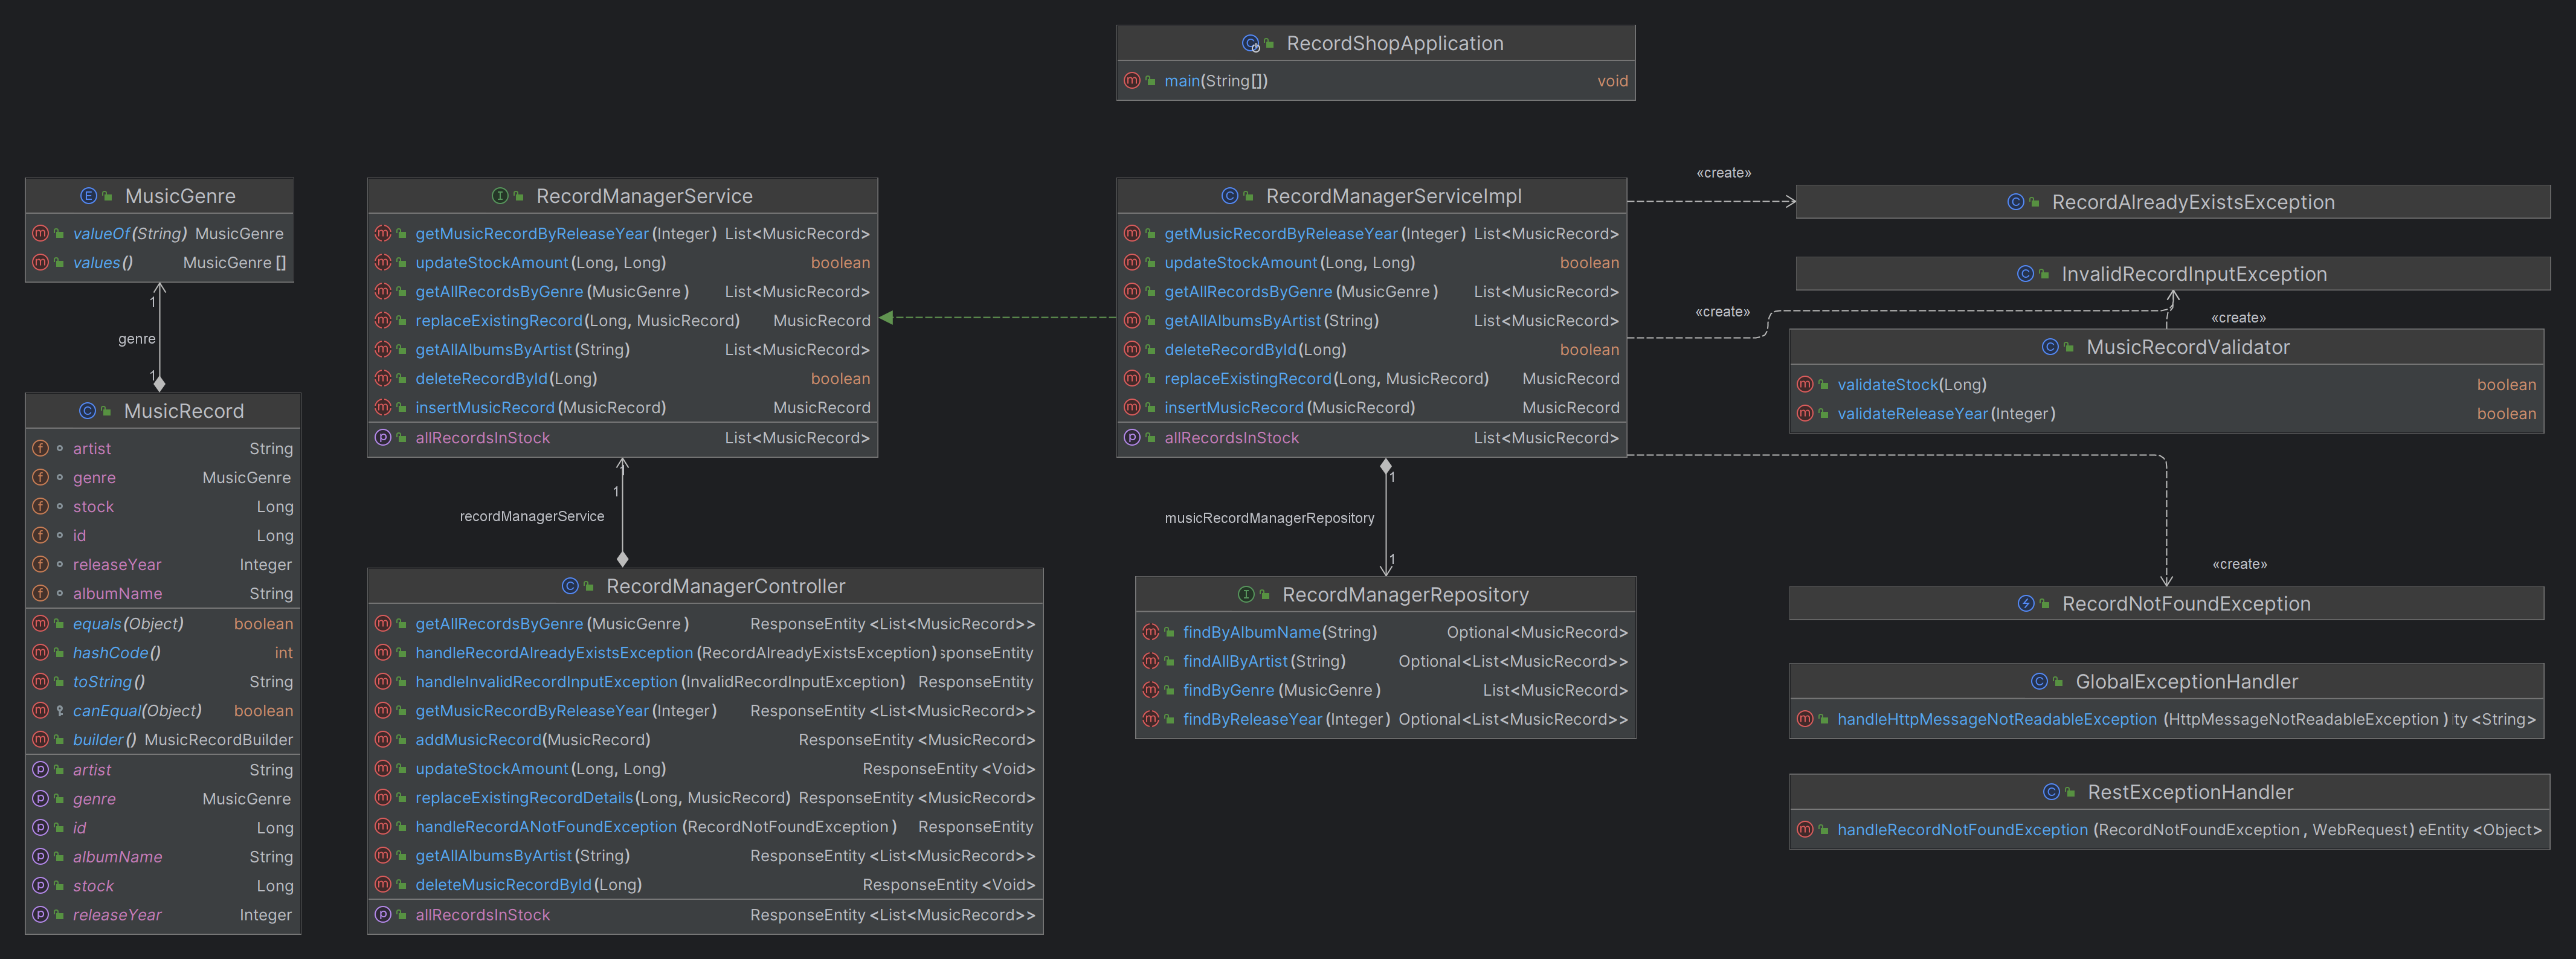 RecordShopApplication
main(String[]) void
MusicGenre
valueOf(String) MusicGenre
values() MusicGenre[]
1
genre
1
MusicRecord
artist String
genre MusicGenre
stock Long
id Long
releaseYear Integer
albumName String
equals(Object) boolean
hashCode() int
toString() String
canEqual(Object) boolean
builder() MusicRecordBuilder
artist String
genre MusicGenre
id Long
albumName String
stock Long
releaseYear Integer
RecordManagerService
getMusicRecordByReleaseYear(Integer) List<MusicRecord>
updateStockAmount(Long, Long) boolean
getAllRecordsByGenre(MusicGenre) List<MusicRecord>
replaceExistingRecord(Long, MusicRecord) MusicRecord
getAllAlbumsByArtist(String) List<MusicRecord>
deleteRecordById(Long) boolean
insertMusicRecord(MusicRecord) MusicRecord
allRecordsInStock List<MusicRecord>
1
1
recordManagerService
RecordManagerController
getAllRecordsByGenre(MusicGenre) ResponseEntity<List<MusicRecord>>
handleRecordAlreadyExistsException(RecordAlreadyExistsException) sponseEntity
handleInvalidRecordInputException(InvalidRecordInputException) ResponseEntity
getMusicRecordByReleaseYear(Integer) ResponseEntity<List<MusicRecord>>
addMusicRecord(MusicRecord) ResponseEntity<MusicRecord>
updateStockAmount(Long, Long) ResponseEntity<Void>
replaceExistingRecordDetails(Long, MusicRecord) ResponseEntity<MusicRecord>
handleRecordANotFoundException(RecordNotFoundException) ResponseEntity
getAllAlbumsByArtist(String) ResponseEntity<List<MusicRecord>>
deleteMusicRecordById(Long) ResponseEntity<Void>
allRecordsInStock ResponseEntity<List<MusicRecord>>
RecordManagerServiceImpl
getMusicRecordByReleaseYear(Integer) List<MusicRecord>
updateStockAmount(Long, Long) boolean
getAllRecordsByGenre(MusicGenre) List<MusicRecord>
getAllAlbumsByArtist(String) List<MusicRecord>
deleteRecordById(Long) boolean
replaceExistingRecord(Long, MusicRecord) MusicRecord
insertMusicRecord(MusicRecord) MusicRecord
allRecordsInStock List<MusicRecord>
1
musicRecordManagerRepository
1
RecordManagerRepository
findByAlbumName(String) Optional<MusicRecord>
findAllByArtist(String) Optional<List<MusicRecord>>
findByGenre(MusicGenre) List<MusicRecord>
findByReleaseYear(Integer) Optional<List<MusicRecord>>
«create»
RecordAlreadyExistsException
InvalidRecordInputException
«create»
«create»
MusicRecordValidator
validateStock(Long) boolean
validateReleaseYear(Integer) boolean
«create»
RecordNotFoundException
GlobalExceptionHandler
handleHttpMessageNotReadableException(HttpMessageNotReadableException) ity<String>
RestExceptionHandler
handleRecordNotFoundException(RecordNotFoundException, WebRequest) eEntity<Object>